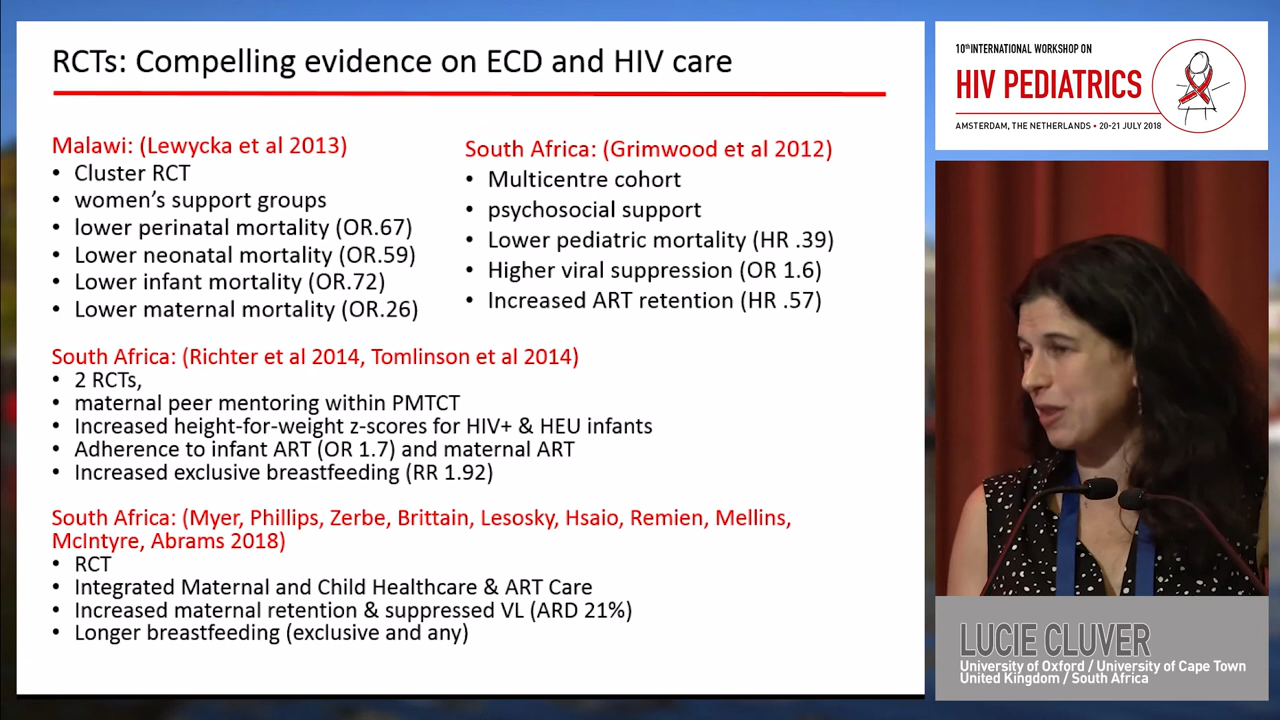 RCTs: Compelling evidence on ECD and HIV care
Malawi: (Lewycka et al 2013)
• Cluster RCT
• women's support groups
• lower perinatal mortality (OR.67)
• Lower neonatal mortality (OR.59)
• Lower infant mortality (OR.72)
• Lower maternal mortality (OR.26)
South Africa: (Grimwood et al 2012)
• Multicentre cohort
• psychosocial support
• Lower pediatric mortality (HR .39)
• Higher viral suppression (OR 1.6)
• Increased ART retention (HR .57)
South Africa: (Richter et al 2014, Tomlinson et al 2014)
• 2 RCTs,
• maternal peer mentoring within PMTCT
• Increased height-for-weight z-scores for HIV+ & HEU infants
• Adherence to infant ART (OR 1.7) and maternal ART
• Increased exclusive breastfeeding (RR 1.92)
South Africa: (Myer, Phillips, Zerbe, Brittain, Lesosky, Hsaio, Remien, Mellins,
McIntyre, Abrams 2018)
• RCT
• Integrated Maternal and Child Healthcare & ART Care
• Increased maternal retention & suppressed VL (ARD 21%)
• Longer breastfeeding (exclusive and any)
10th INTERNATIONAL WORKSHOP ON
HIV PEDIATRICS
AMSTERDAM, THE NETHERLANDS • 20-21 JULY 2018
LUCIE CLUVER
University of Oxford / University of Cape Town
United Kingdom / South Africa